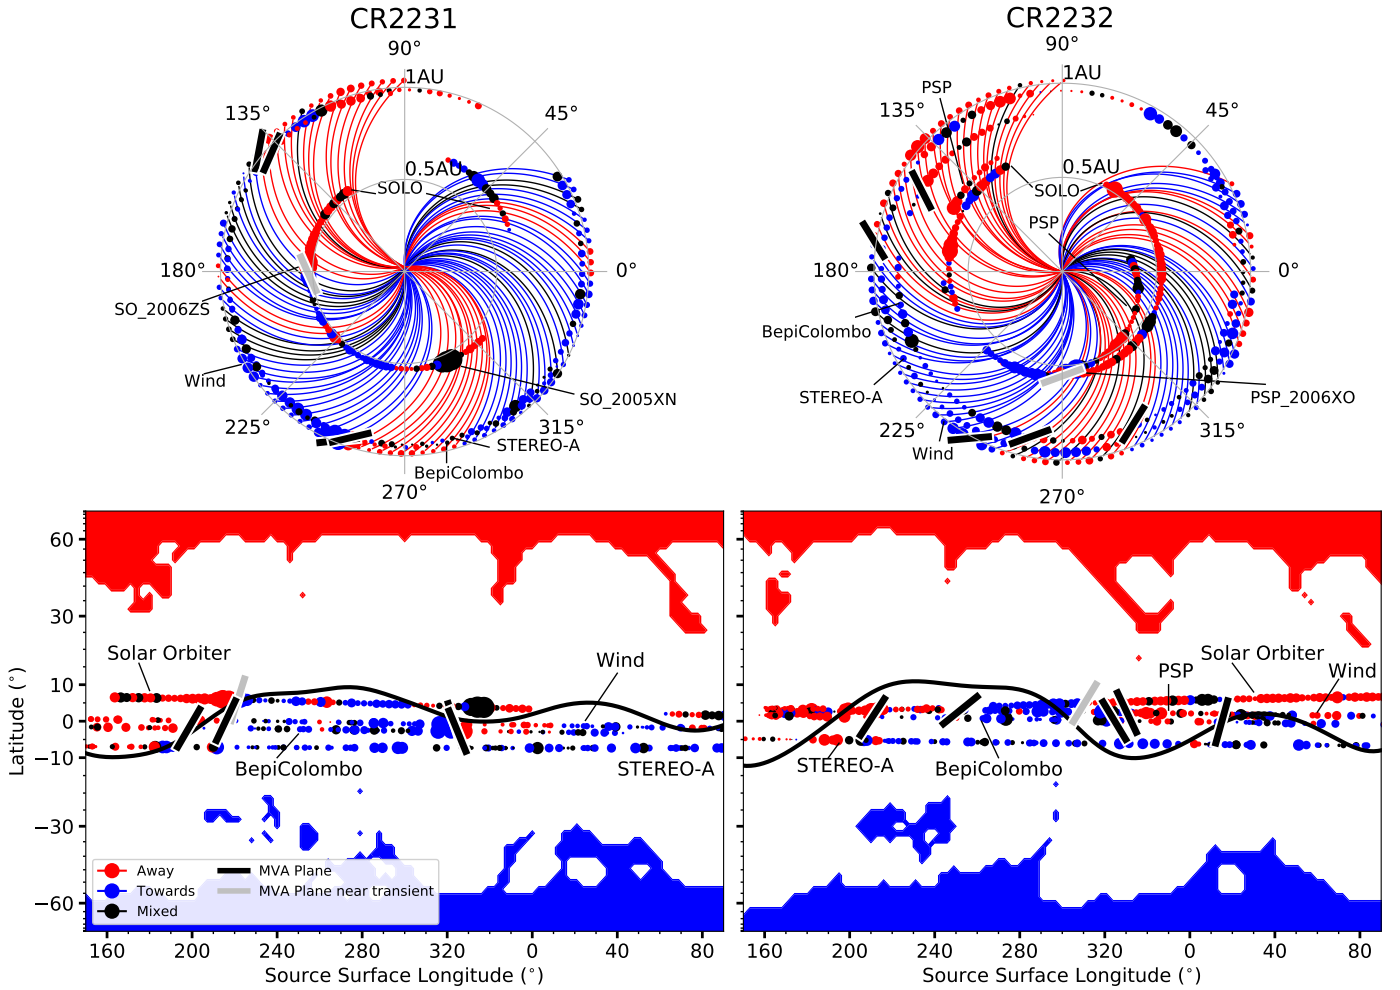 CR2231
90°
1AU
135°
45°
0.5AU
SOLO
180°
0°
SO_2006ZS
Wind
SO_2005XN
225°
315°
STEREO-A
BepiColombo
270°
CR2232
90°
1AU
PSP
135°
45°
0.5AU
SOLO
PSP
180°
0°
BepiColombo
STEREO-A
PSP_2006XO
225°
315°
Wind
270°
Latitude (°)
60
30
10
0
−10
−30
−60
Solar Orbiter
Wind
BepiColombo
STEREO-A
Away
Towards
Mixed
MVA Plane
MVA Plane near transient
160
200
240
280
320
0
40
80
Source Surface Longitude (°)
Solar Orbiter
PSP
Wind
STEREO-A
BepiColombo
160
200
240
280
320
0
40
80
Source Surface Longitude (°)